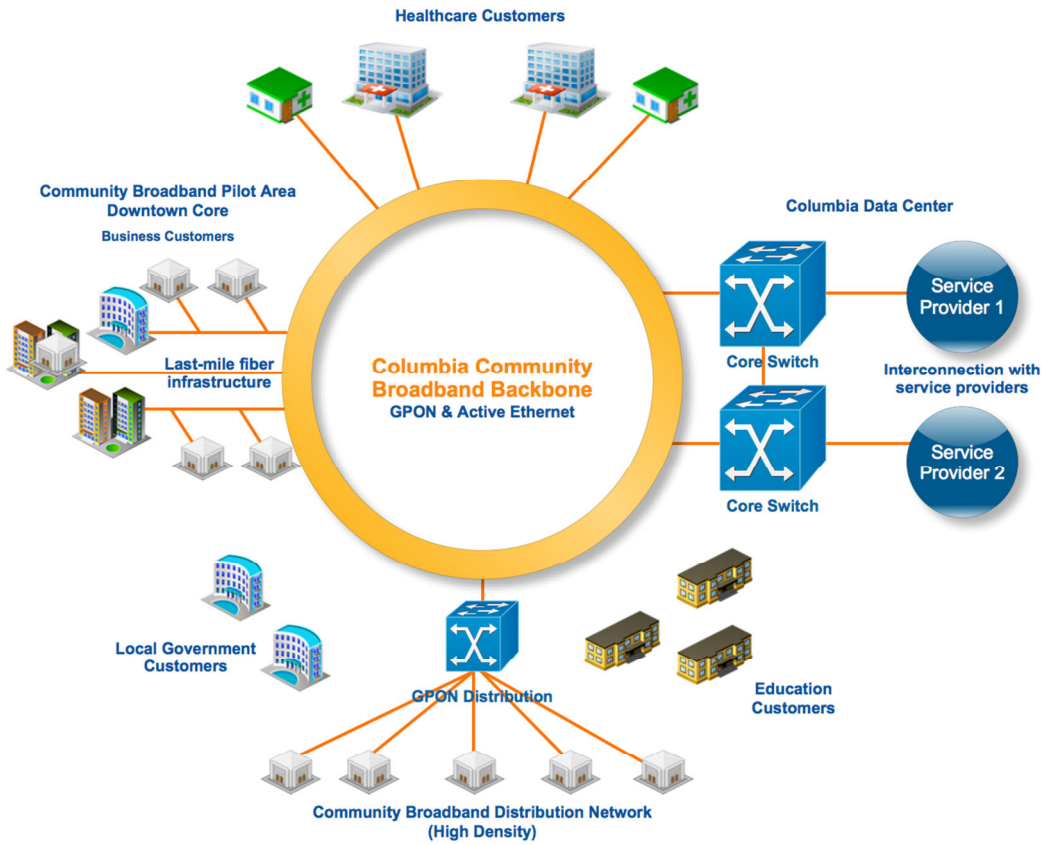 Healthcare Customers
Community Broadband Pilot Area
Downtown Core
Business Customers
Columbia Data Center
Service
Provider 1
Core Switch
Last-mile fiber
infrastructure
Columbia Community
Broadband Backbone
GPON & Active Ethernet
Interconnection with
service providers
Service
Provider 2
Core Switch
Local Government
Customers
GPON Distribution
Education
Customers
Community Broadband Distribution Network
(High Density)